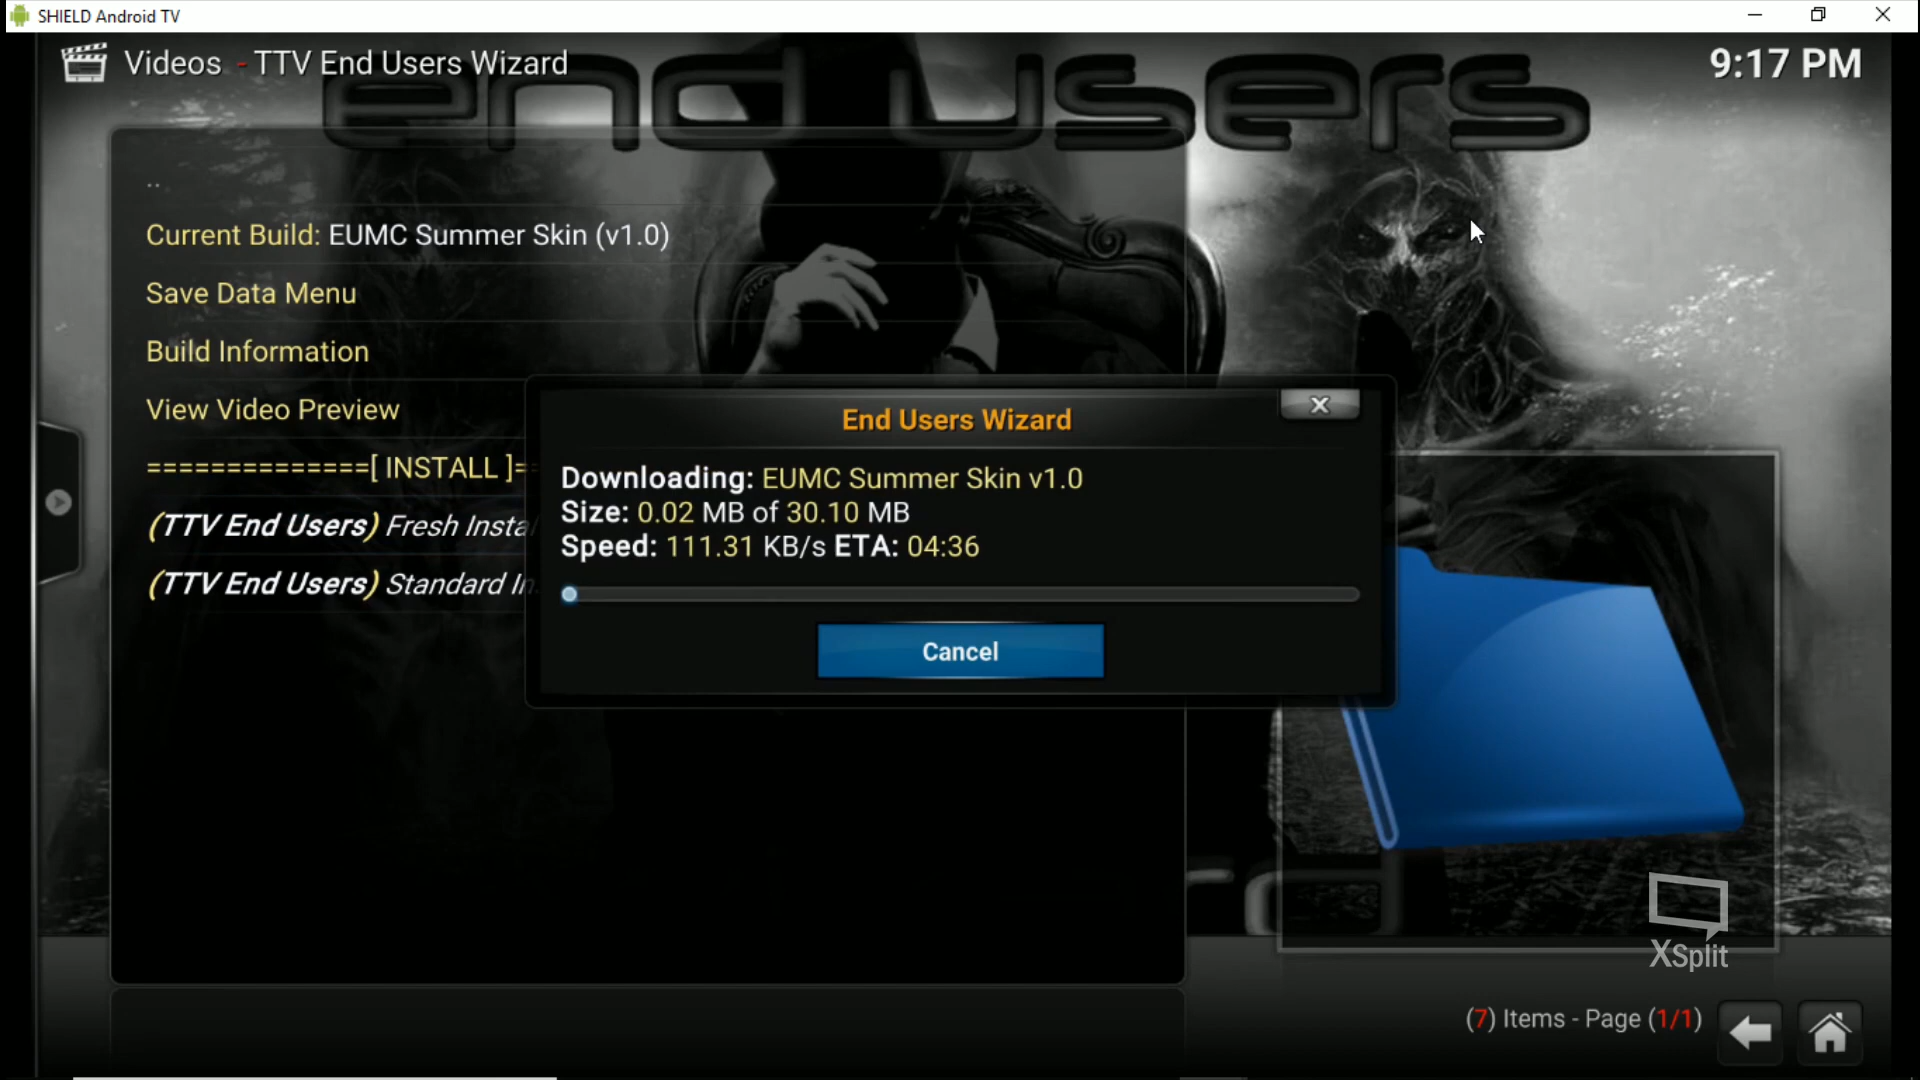 SHIELD Android TV
Videos - TTV End Users Wizard
9:17 PM
end users
..
Current Build: EUMC Summer Skin (v1.0)
Save Data Menu
Build Information
View Video Preview
==============[ INSTALL ]=
(TTV End Users) Fresh Insta
(TTV End Users) Standard In
End Users Wizard
X
Downloading: EUMC Summer Skin v1.0
Size: 0.02 MB of 30.10 MB
Speed: 111.31 KB/s ETA: 04:36
Cancel
XSplit
(7) Items - Page (1/1)